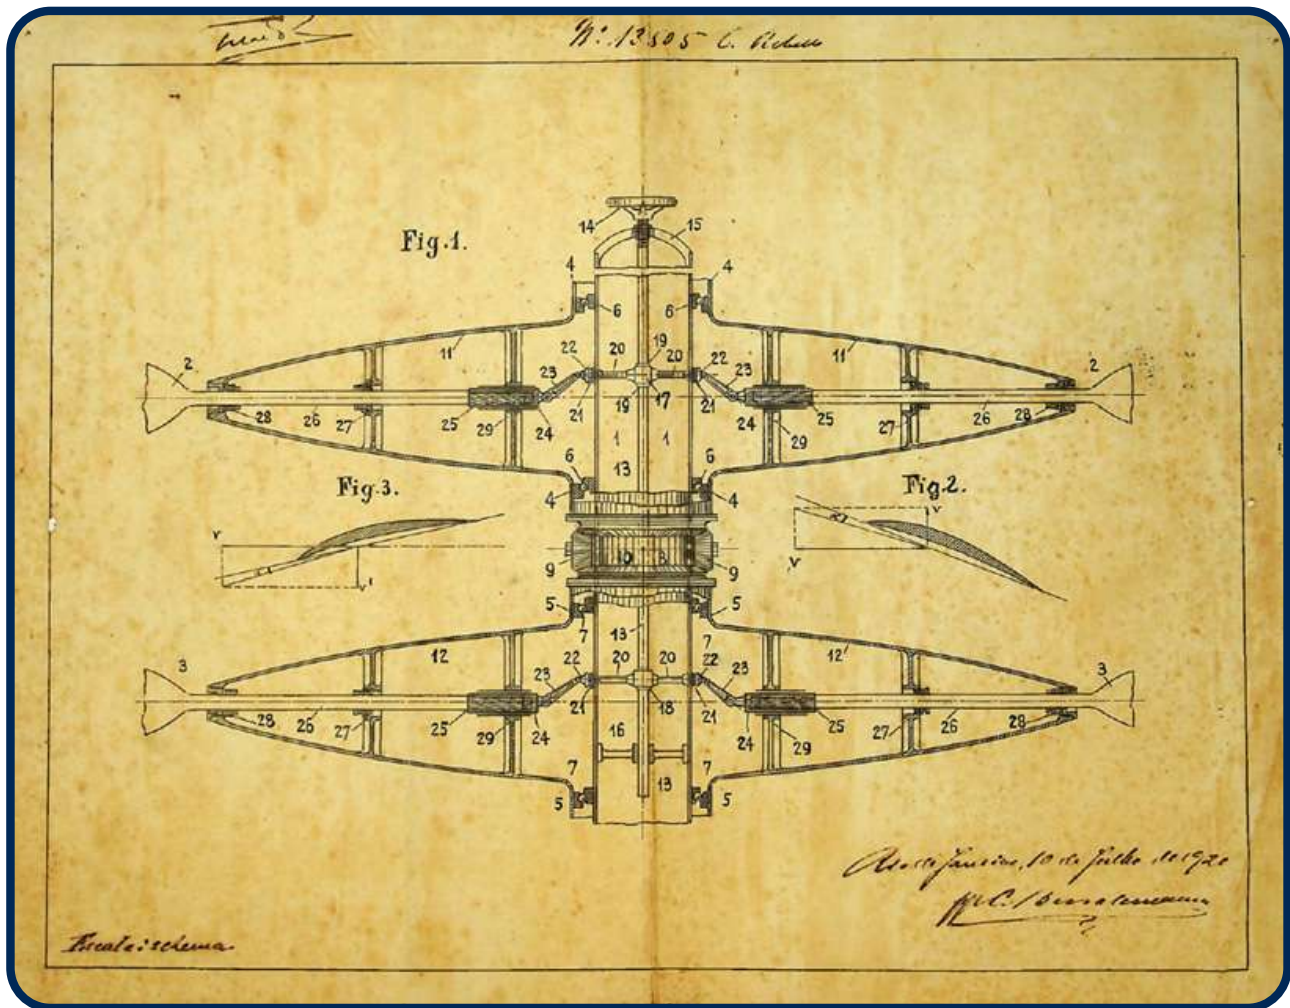 Nº 13505 C.
Fig.1.
14 15
4 4
6 6
11 22 20 19 20 22 11
2 23 21 19 17 21 23 2
28 26 27 25 29 24 24 25 29 27 26 28
1 1
6 13 6
Fig.3. 4 4 Fig.2.
v v
9 10 8 9
v' v
5 5
7 13 7
12 22 20 20 22 12
3 23 21 18 21 23 3
28 26 27 25 29 24 16 24 25 29 27 26 28
7 13 7
5 5
Rio de Janeiro, 10 de Julho de 1920
Escala: schema